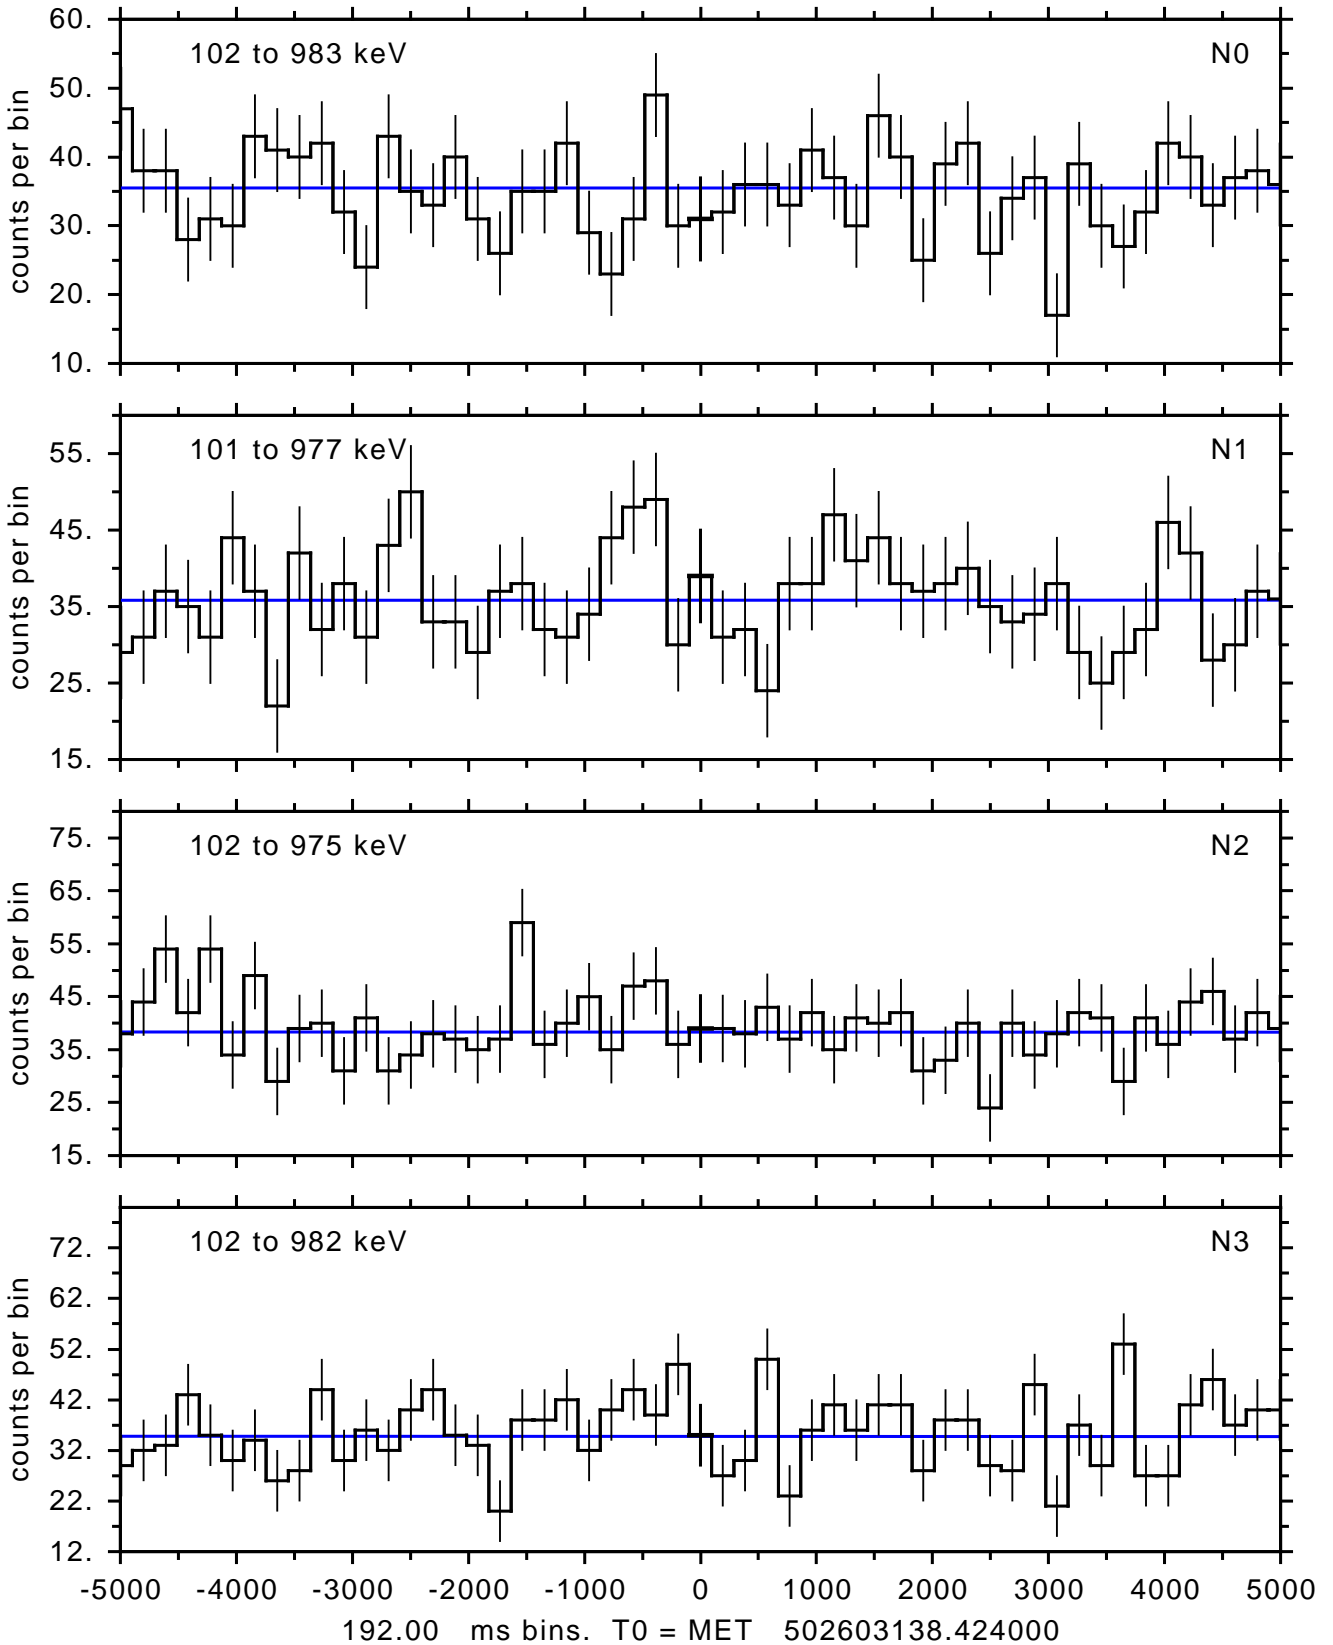 60.
50.
40.
30.
20.
10.
counts per bin
102 to 983 keV
N0
55.
45.
35.
25.
15.
counts per bin
101 to 977 keV
N1
75.
65.
55.
45.
35.
25.
15.
counts per bin
102 to 975 keV
N2
72.
62.
52.
42.
32.
22.
12.
counts per bin
102 to 982 keV
N3
-5000 -4000 -3000 -2000 -1000 0 1000 2000 3000 4000 5000
192.00 ms bins. T0 = MET 502603138.424000